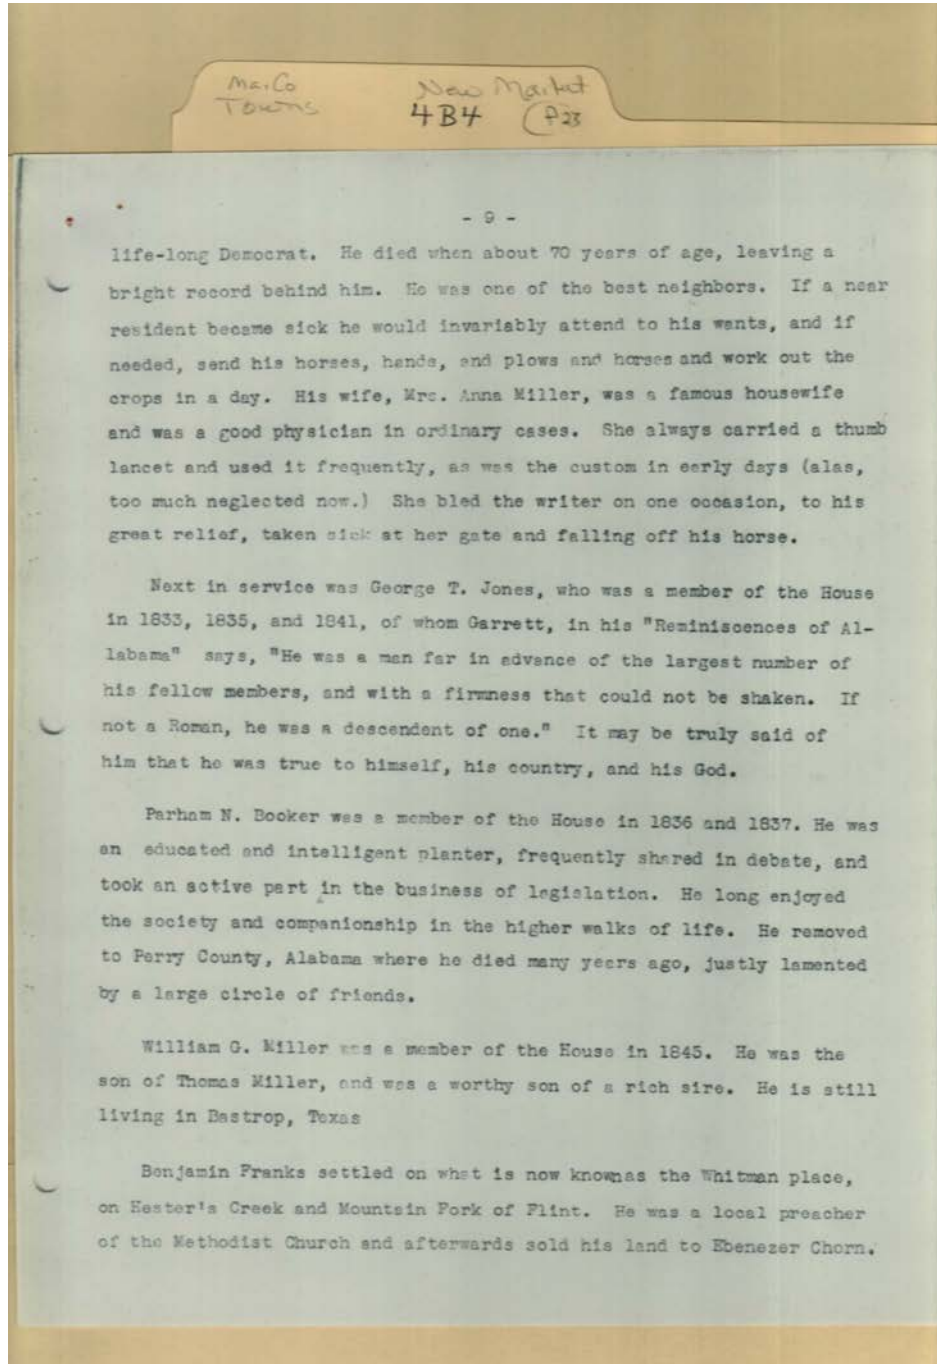 Ma. Co
Towns
New Market
4B4 (P23
- 9 -
life-long Democrat. He died when about 70 years of age, leaving a
bright record behind him. He was one of the best neighbors. If a near
resident became sick he would invariably attend to his wants, and if
needed, send his horses, hands, and plows and horses and work out the
crops in a day. His wife, Mrs. Anna Miller, was a famous housewife
and was a good physician in ordinary cases. She always carried a thumb
lancet and used it frequently, as was the custom in early days (alas,
too much neglected now.) She bled the writer on one occasion, to his
great relief, taken sick at her gate and falling off his horse.
Next in service was George T. Jones, who was a member of the House
in 1833, 1835, and 1841, of whom Garrett, in his "Reminiscences of Al-
labama" says, "He was a man far in advance of the largest number of
his fellow members, and with a firmness that could not be shaken. If
not a Roman, he was a descendent of one." It may be truly said of
him that he was true to himself, his country, and his God.
Parham N. Booker was a member of the House in 1836 and 1837. He was
an educated and intelligent planter, frequently shared in debate, and
took an active part in the business of legislation. He long enjoyed
the society and companionship in the higher walks of life. He removed
to Perry County, Alabama where he died many years ago, justly lamented
by a large circle of friends.
William G. Miller was a member of the House in 1845. He was the
son of Thomas Miller, and was a worthy son of a rich sire. He is still
living in Bastrop, Texas
Benjamin Franks settled on what is now knownas the Whitman place,
on Hester's Creek and Mountain Fork of Flint. He was a local preacher
of the Methodist Church and afterwards sold his land to Ebenezer Chorn.